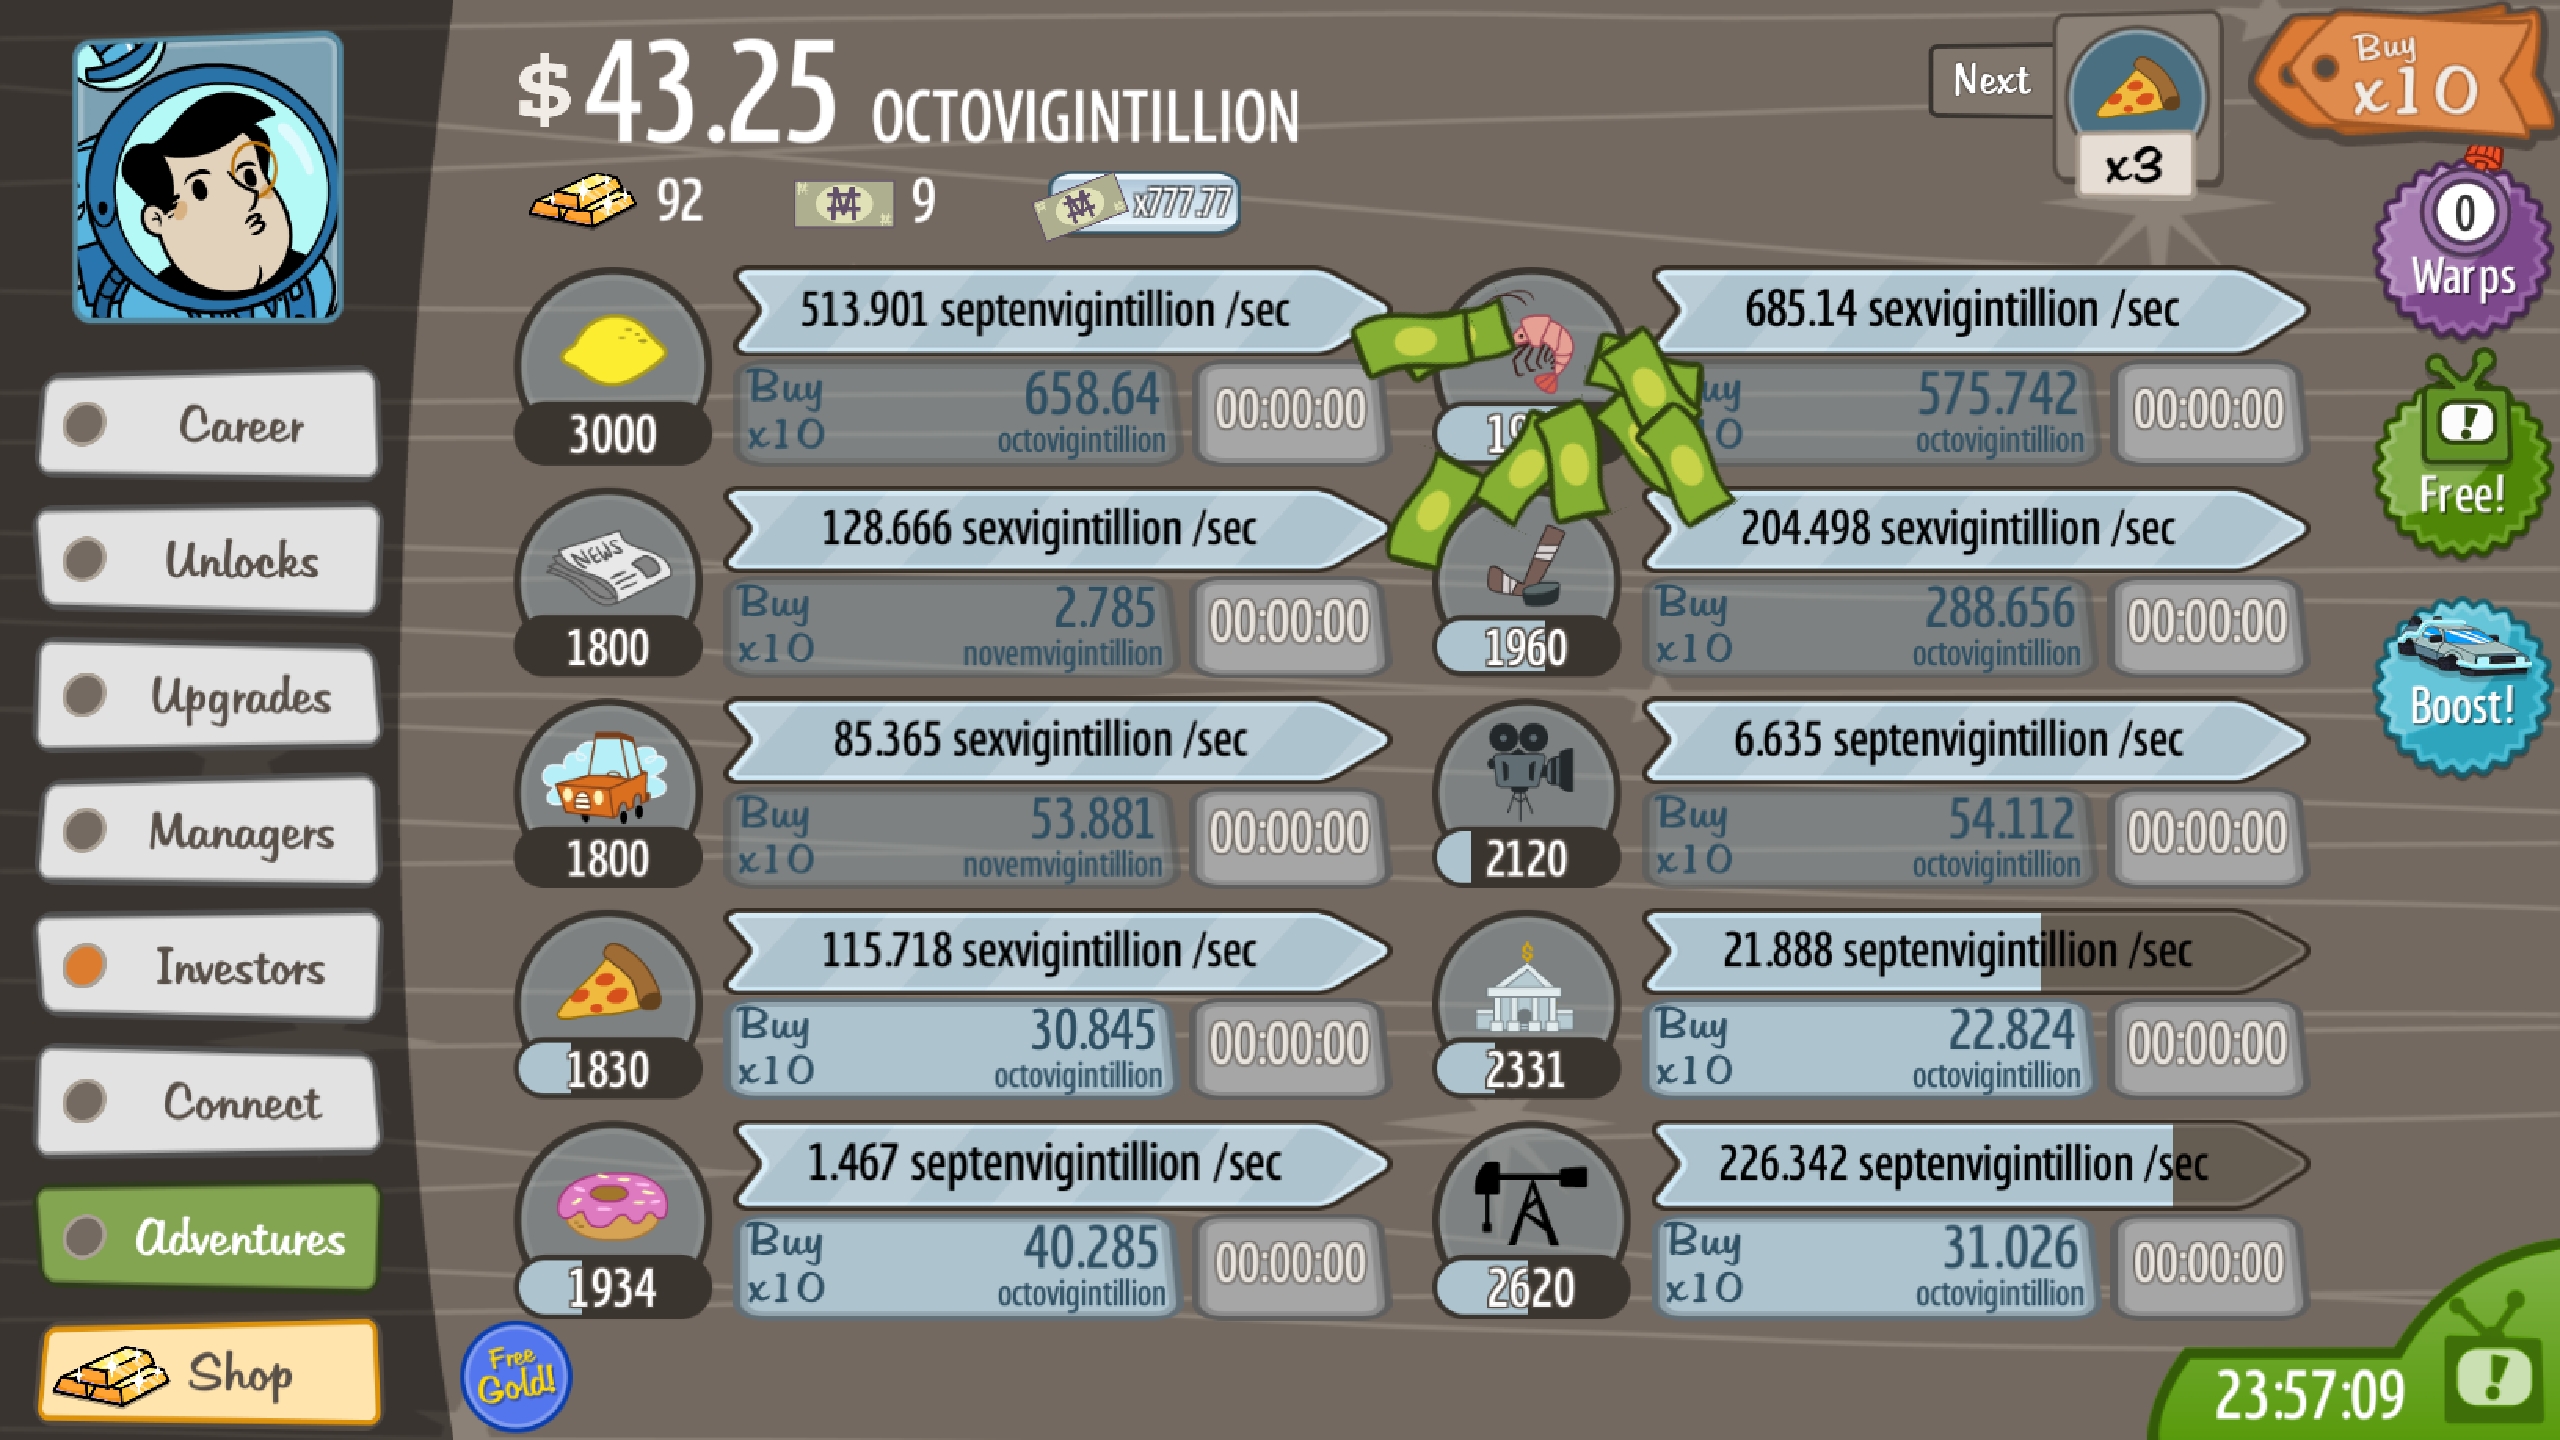 $43.25 OCTOVIGINTILLION
Next
x3
Buy
x10
92
9
x777.77
0
Warps
Free!
Boost!
Career
Unlocks
Upgrades
Managers
Investors
Connect
Adventures
Shop
513.901 septenvigintillion /sec
Buy 658.64
x10 octovigintillion
00:00:00
3000
NEWS
128.666 sexvigintillion /sec
Buy 2.785
x10 novemvigintillion
00:00:00
1800
85.365 sexvigintillion /sec
Buy 53.881
x10 novemvigintillion
00:00:00
1800
115.718 sexvigintillion /sec
Buy 30.845
x10 octovigintillion
00:00:00
1830
1.467 septenvigintillion /sec
Buy 40.285
x10 octovigintillion
00:00:00
1934
685.14 sexvigintillion /sec
575.742
octovigintillion
00:00:00
204.498 sexvigintillion /sec
Buy 288.656
x10 octovigintillion
00:00:00
1960
6.635 septenvigintillion /sec
Buy 54.112
x10 octovigintillion
00:00:00
2120
21.888 septenvigintillion /sec
Buy 22.824
x10 octovigintillion
00:00:00
2331
226.342 septenvigintillion /sec
Buy 31.026
x10 octovigintillion
00:00:00
2620
Free
Gold!
23:57:09